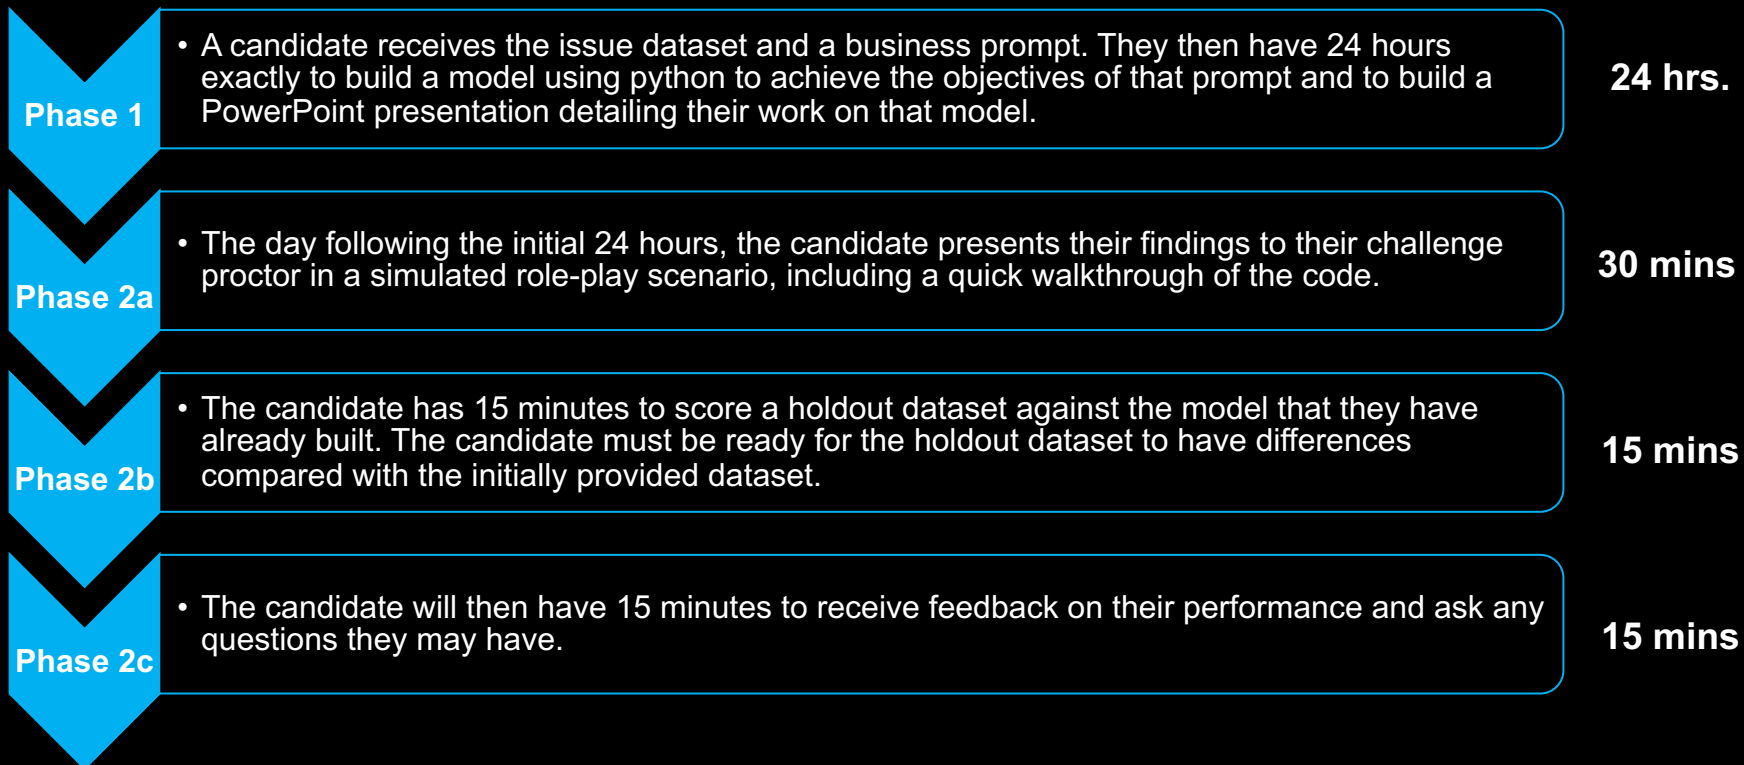 • A candidate receives the issue dataset and a business prompt. They then have 24 hours
exactly to build a model using python to achieve the objectives of that prompt and to build a
PowerPoint presentation detailing their work on that model.
Phase 1
24 hrs.
• The day following the initial 24 hours, the candidate presents their findings to their challenge
proctor in a simulated role-play scenario, including a quick walkthrough of the code.
Phase 2a
30 mins
• The candidate has 15 minutes to score a holdout dataset against the model that they have
already built. The candidate must be ready for the holdout dataset to have differences
compared with the initially provided dataset.
Phase 2b
15 mins
• The candidate will then have 15 minutes to receive feedback on their performance and ask any
questions they may have.
Phase 2c
15 mins